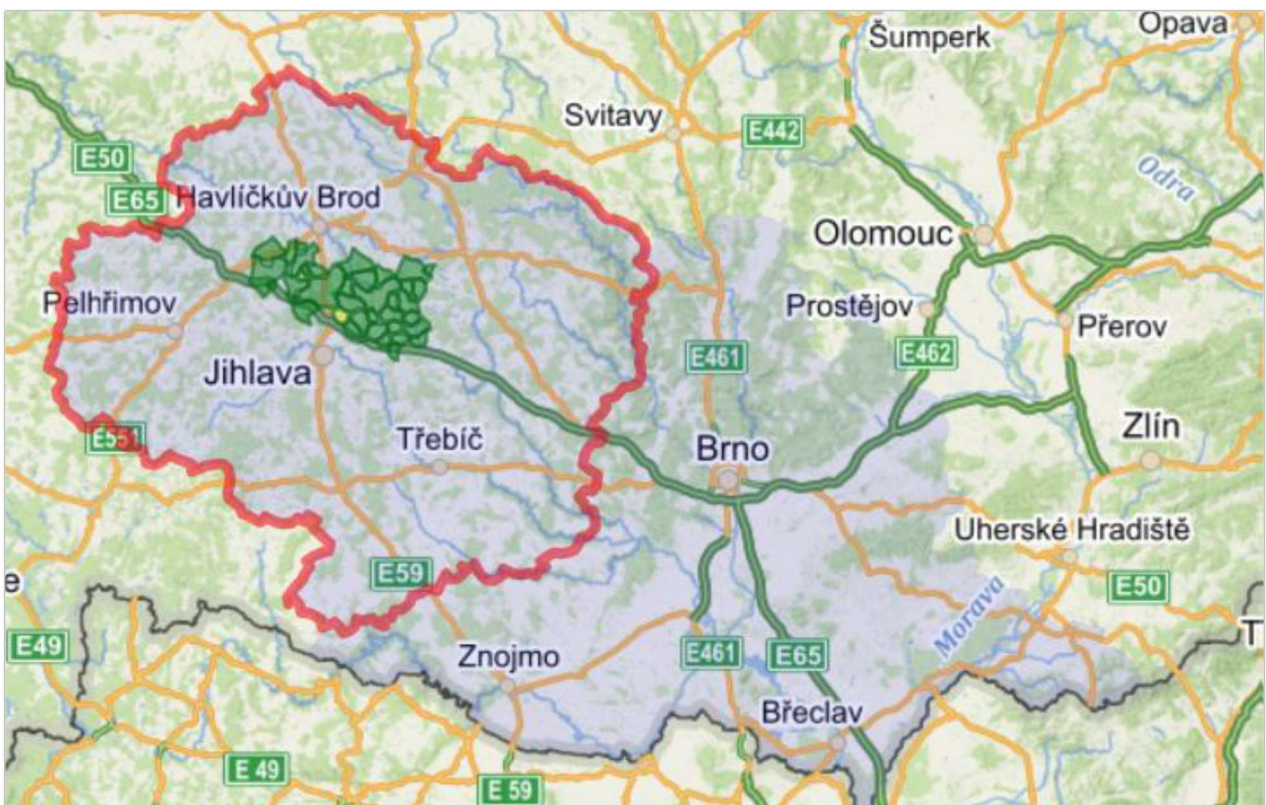 Opava
Šumperk
Svitavy
E442
E50
E65
Havlíčkův Brod
Odra
Olomouc
Pelhřimov
Prostějov
Přerov
E461
E462
Jihlava
E551
Třebíč
Brno
Zlín
Uherské Hradiště
E59
e
E50
Morava
E49
T
Znojmo
E461
E65
Břeclav
E 49
E 59